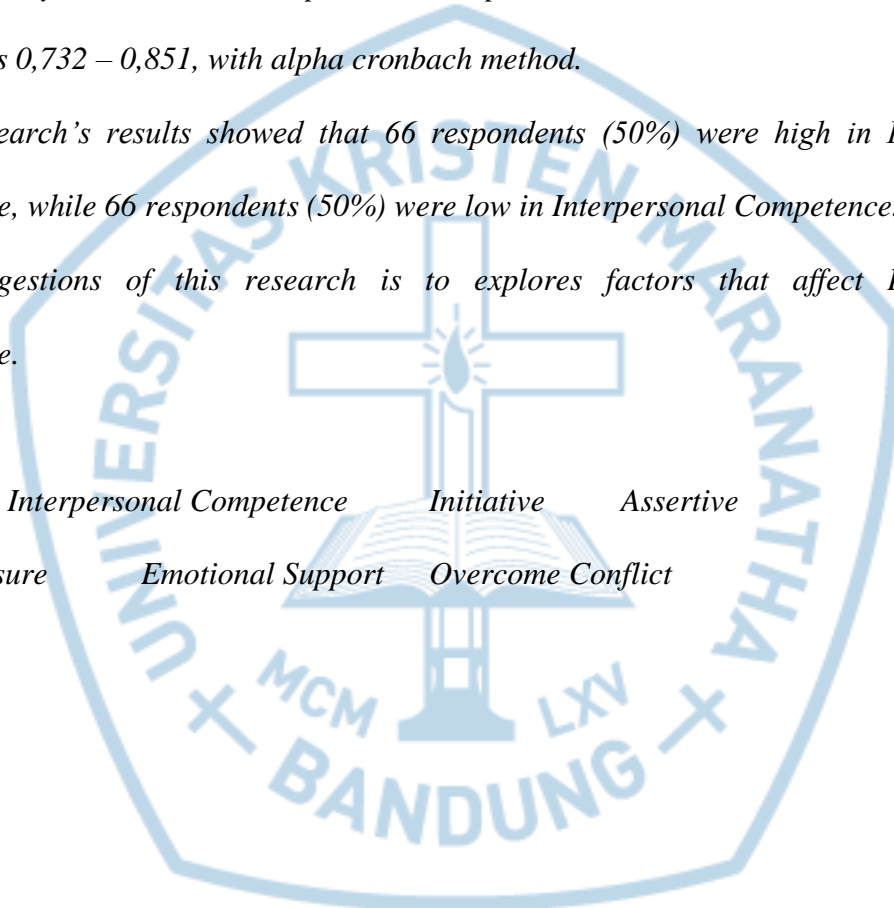 s 0,732 – 0,851, with alpha cronbach method.
earch's results showed that 66 respondents (50%) were high in I
e, while 66 respondents (50%) were low in Interpersonal Competence.
gestions of this research is to explores factors that affect I
e.
Interpersonal Competence Initiative Assertive
sure Emotional Support Overcome Conflict
UNIVERSITAS KRISTEN MARANATHA
MCM LXV
BANDUNG